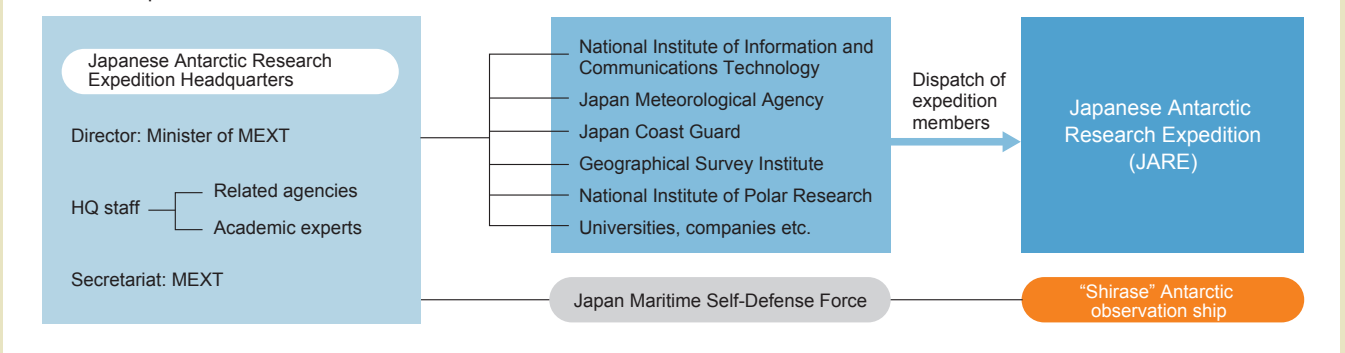 Japanese Antarctic Research
Expedition Headquarters
Director: Minister of MEXT
HQ staff
Related agencies
Academic experts
Secretariat: MEXT
National Institute of Information and
Communications Technology
Japan Meteorological Agency
Japan Coast Guard
Geographical Survey Institute
National Institute of Polar Research
Universities, companies etc.
Dispatch of
expedition
members
Japanese Antarctic
Research Expedition
(JARE)
Japan Maritime Self-Defense Force
“Shirase” Antarctic
observation ship